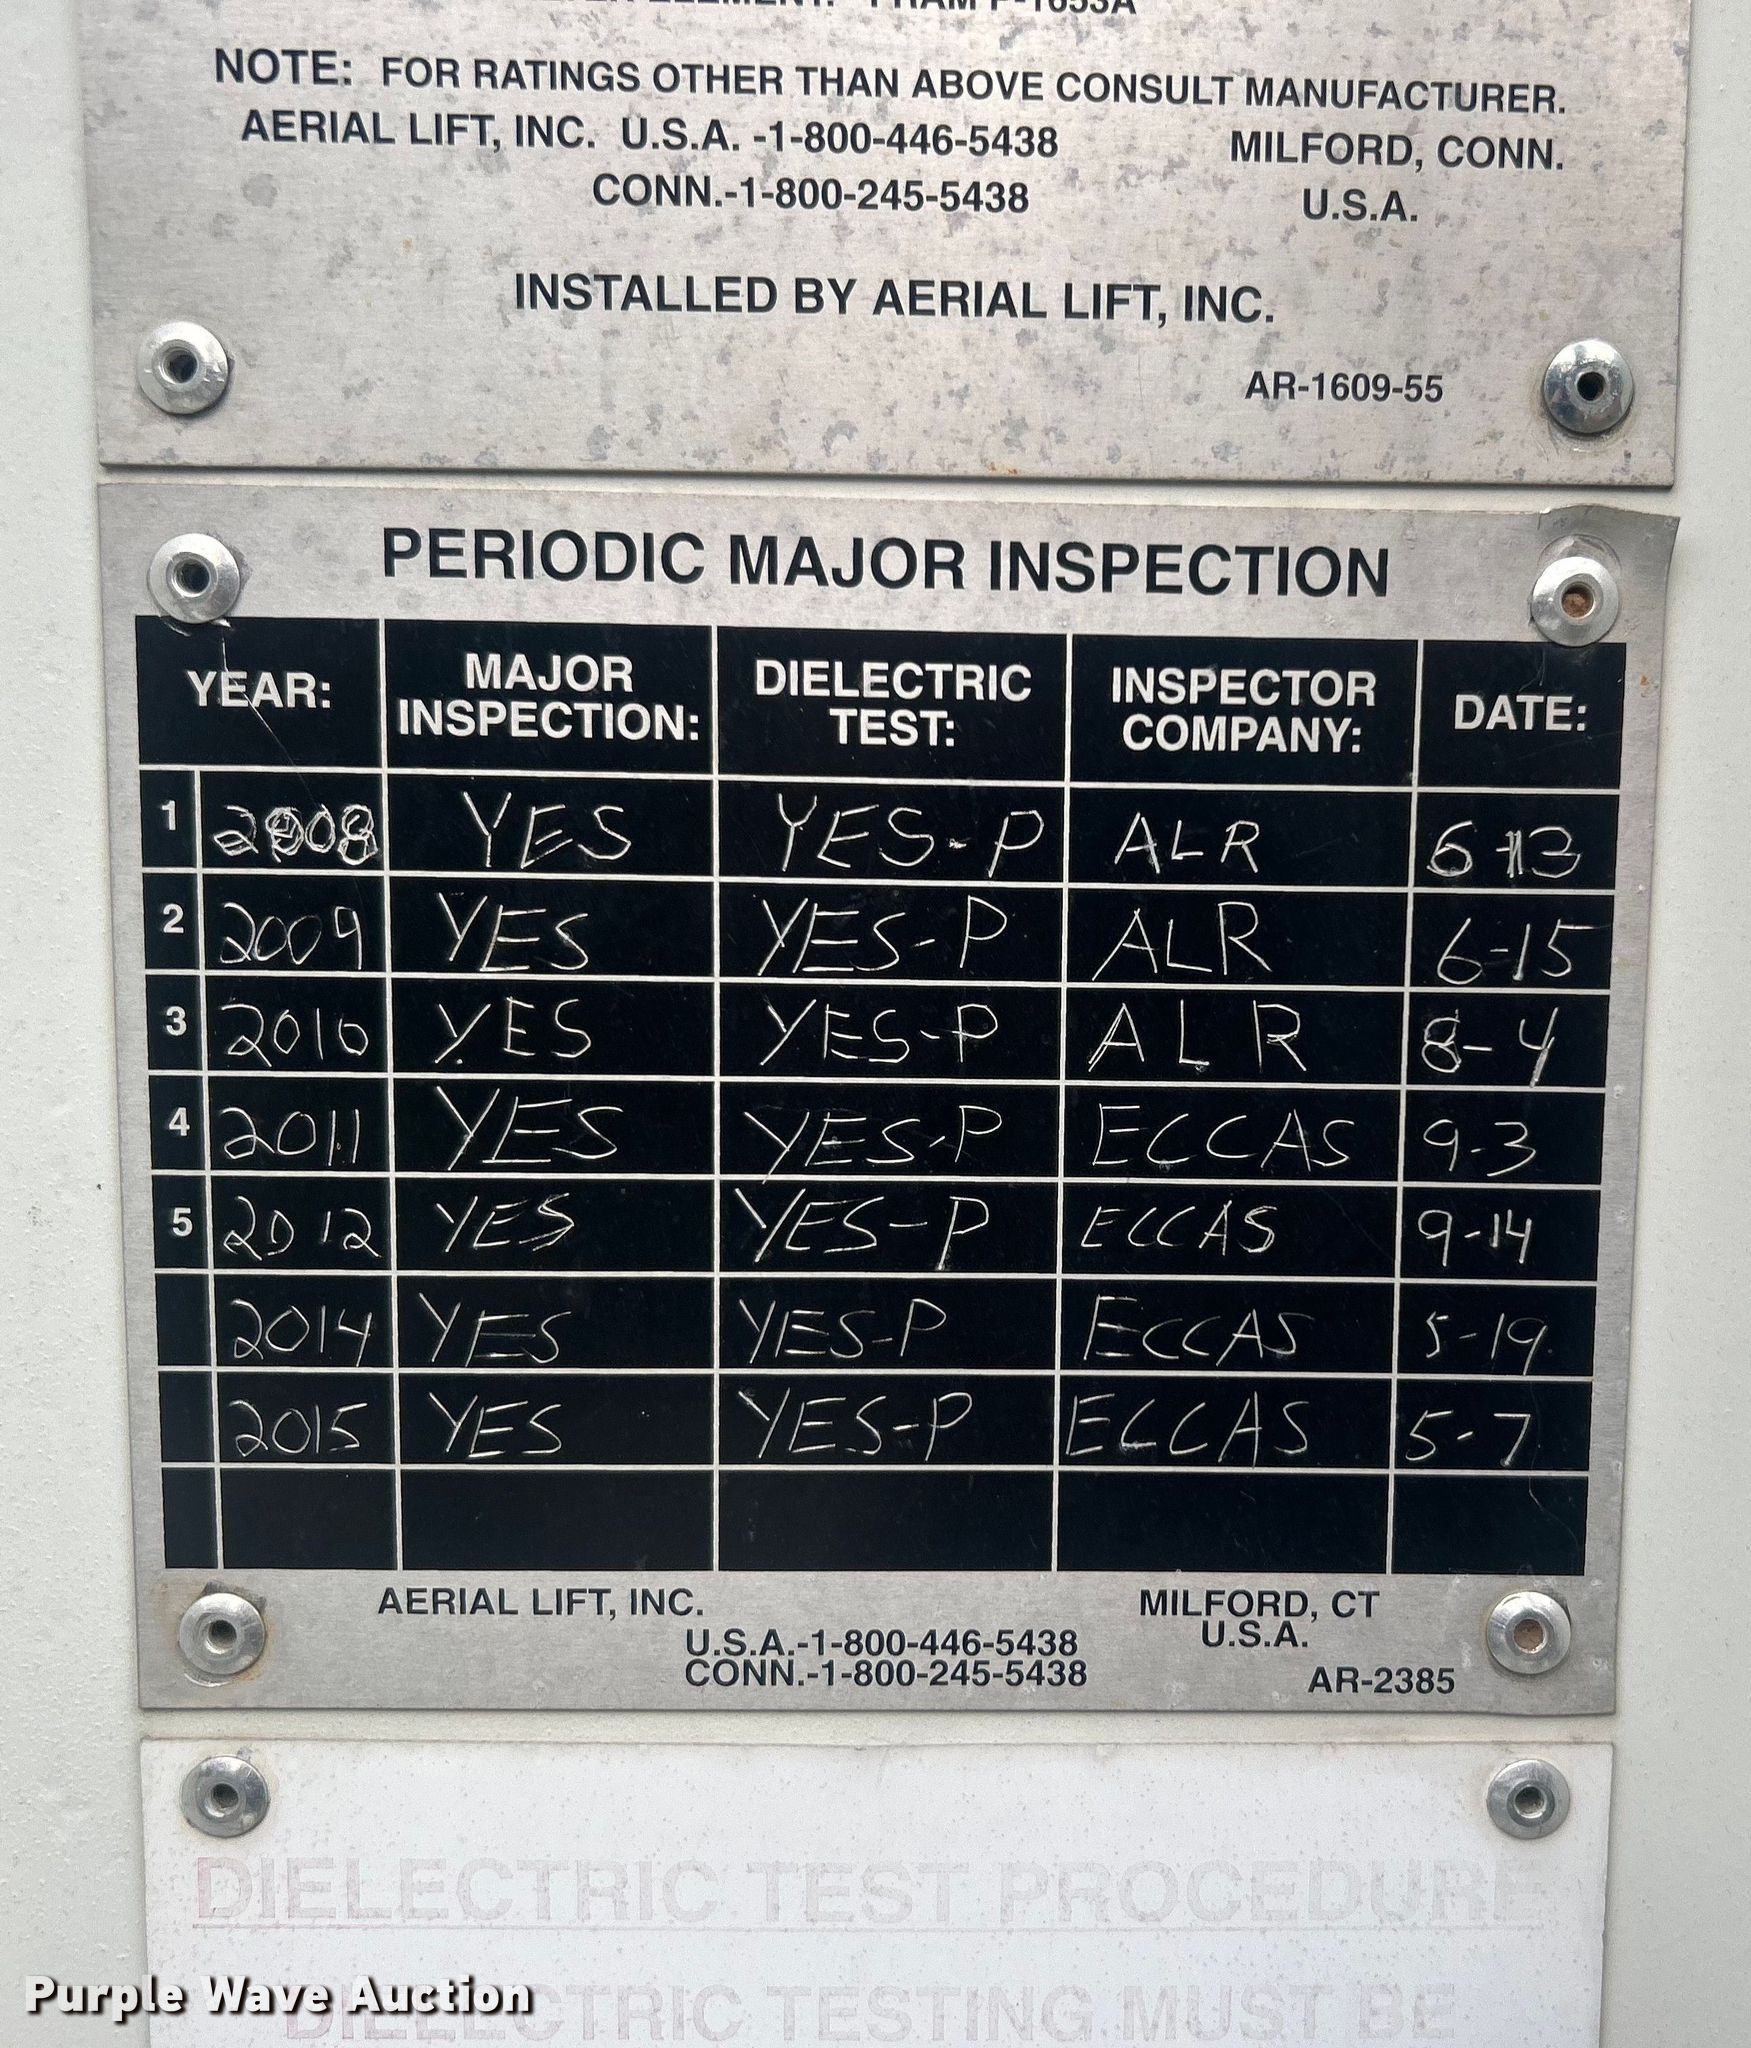 NOTE: FOR RATINGS OTHER THAN ABOVE CONSULT MANUFACTURER.
AERIAL LIFT, INC. U.S.A. -1-800-446-5438 MILFORD, CONN.
CONN.-1-800-245-5438 U.S.A.
INSTALLED BY AERIAL LIFT, INC.
AR-1609-55
PERIODIC MAJOR INSPECTION
YEAR: MAJOR INSPECTION: DIELECTRIC TEST: INSPECTOR COMPANY: DATE:
1 2008 YES YES-P ALR 6-13
2 2009 YES YES-P ALR 6-15
3 2010 YES YES-P ALR 8-4
4 2011 YES YES-P ECCAS 9-3
5 2012 YES YES-P ECCAS 9-14
2014 YES YES-P ECCAS 5-19
2015 YES YES-P ECCAS 5-7
AERIAL LIFT, INC. MILFORD, CT
U.S.A.-1-800-446-5438 U.S.A.
CONN.-1-800-245-5438 AR-2385
DIELECTRIC TEST PROCEDURE
DIELECTRIC TESTING MUST BE
Purple Wave Auction